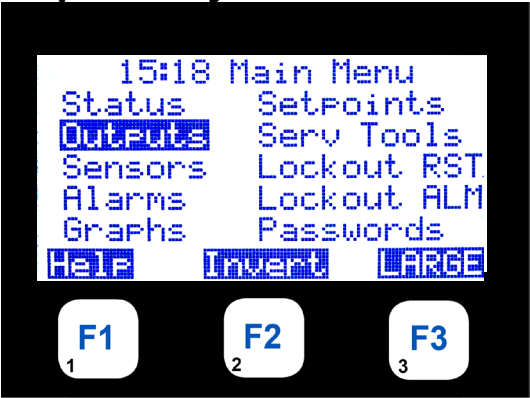 15:18 Main Menu
Status Setpoints
Outputs Serv Tools
Sensors Lockout RST
Alarms Lockout ALM
Graphs Passwords
Help Invert LARGE
F1 F2 F3
1 2 3